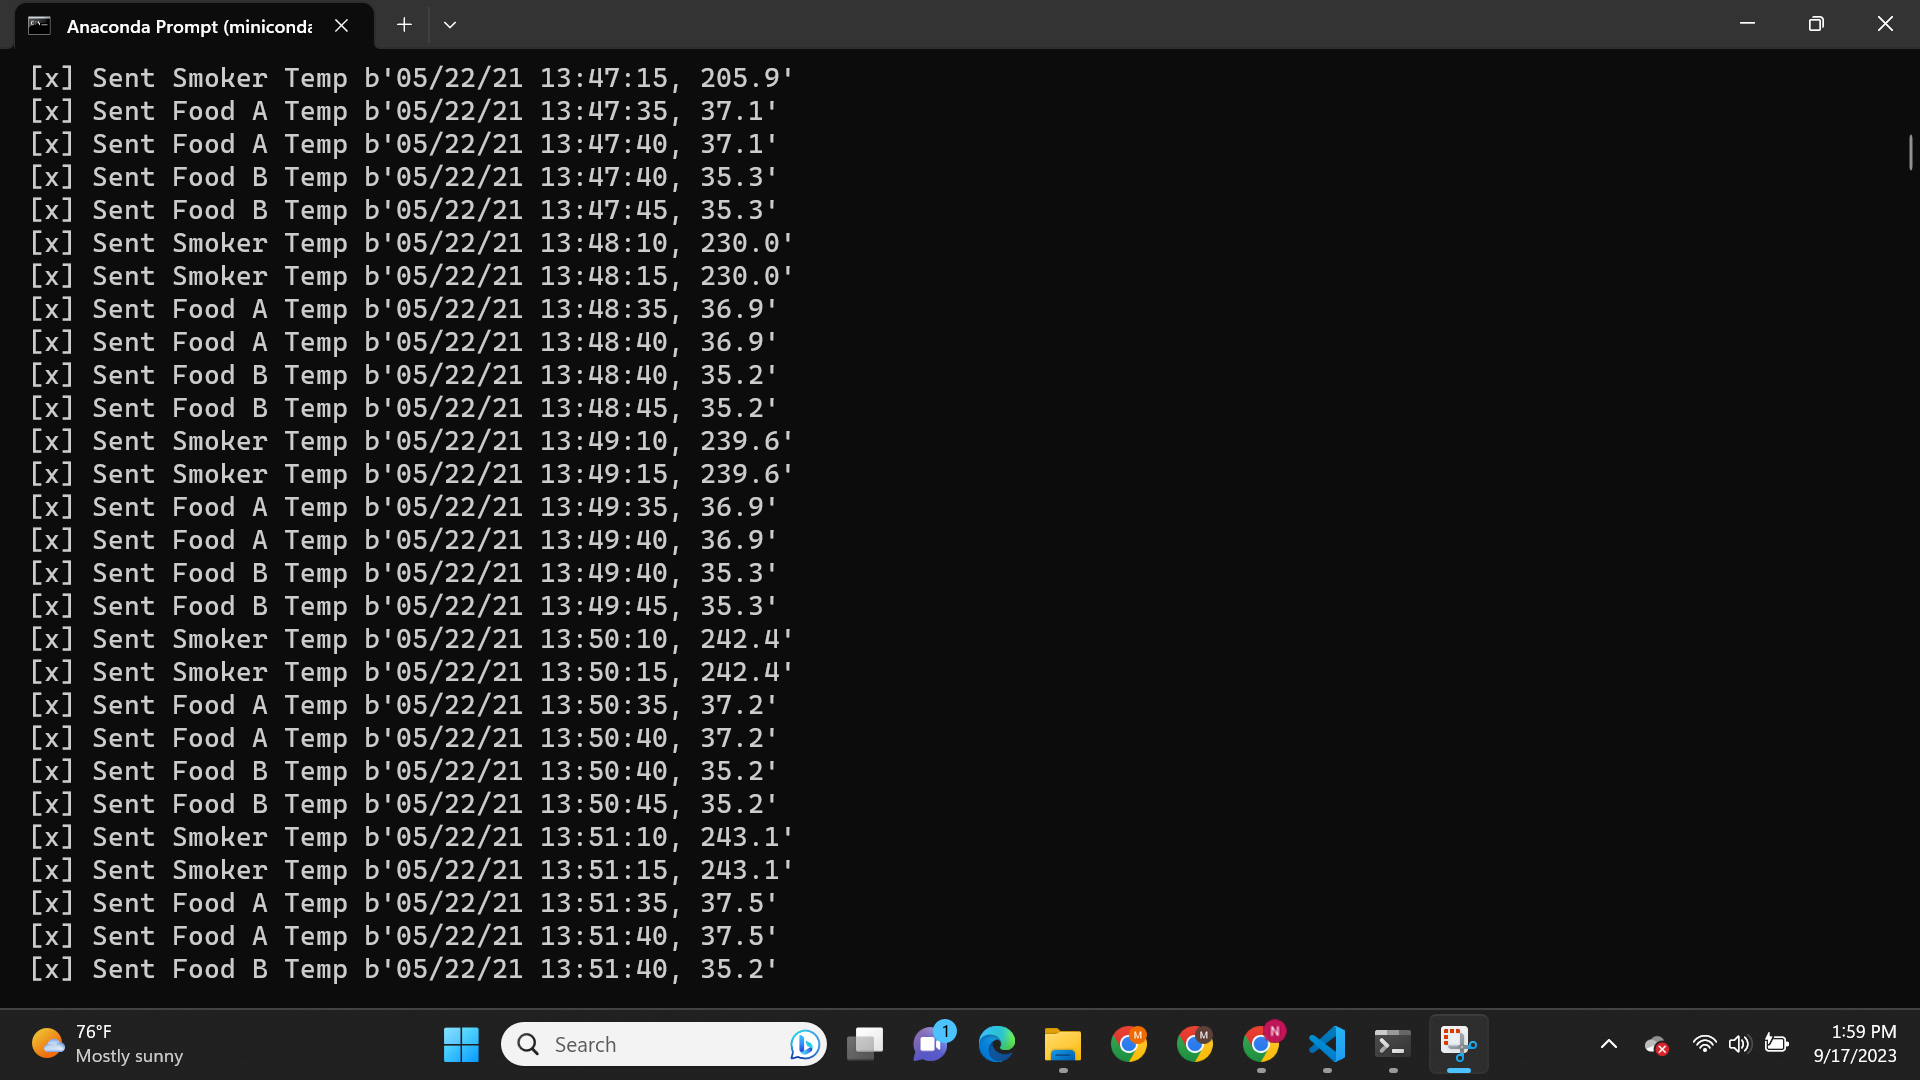 Anaconda Prompt (miniconda
[x] Sent Smoker Temp b'05/22/21 13:47:15, 205.9'
[x] Sent Food A Temp b'05/22/21 13:47:35, 37.1'
[x] Sent Food A Temp b'05/22/21 13:47:40, 37.1'
[x] Sent Food B Temp b'05/22/21 13:47:40, 35.3'
[x] Sent Food B Temp b'05/22/21 13:47:45, 35.3'
[x] Sent Smoker Temp b'05/22/21 13:48:10, 230.0'
[x] Sent Smoker Temp b'05/22/21 13:48:15, 230.0'
[x] Sent Food A Temp b'05/22/21 13:48:35, 36.9'
[x] Sent Food A Temp b'05/22/21 13:48:40, 36.9'
[x] Sent Food B Temp b'05/22/21 13:48:40, 35.2'
[x] Sent Food B Temp b'05/22/21 13:48:45, 35.2'
[x] Sent Smoker Temp b'05/22/21 13:49:10, 239.6'
[x] Sent Smoker Temp b'05/22/21 13:49:15, 239.6'
[x] Sent Food A Temp b'05/22/21 13:49:35, 36.9'
[x] Sent Food A Temp b'05/22/21 13:49:40, 36.9'
[x] Sent Food B Temp b'05/22/21 13:49:40, 35.3'
[x] Sent Food B Temp b'05/22/21 13:49:45, 35.3'
[x] Sent Smoker Temp b'05/22/21 13:50:10, 242.4'
[x] Sent Smoker Temp b'05/22/21 13:50:15, 242.4'
[x] Sent Food A Temp b'05/22/21 13:50:35, 37.2'
[x] Sent Food A Temp b'05/22/21 13:50:40, 37.2'
[x] Sent Food B Temp b'05/22/21 13:50:40, 35.2'
[x] Sent Food B Temp b'05/22/21 13:50:45, 35.2'
[x] Sent Smoker Temp b'05/22/21 13:51:10, 243.1'
[x] Sent Smoker Temp b'05/22/21 13:51:15, 243.1'
[x] Sent Food A Temp b'05/22/21 13:51:35, 37.5'
[x] Sent Food A Temp b'05/22/21 13:51:40, 37.5'
[x] Sent Food B Temp b'05/22/21 13:51:40, 35.2'
76°F
Mostly sunny
Search
1
M
M
N
1:59 PM
9/17/2023